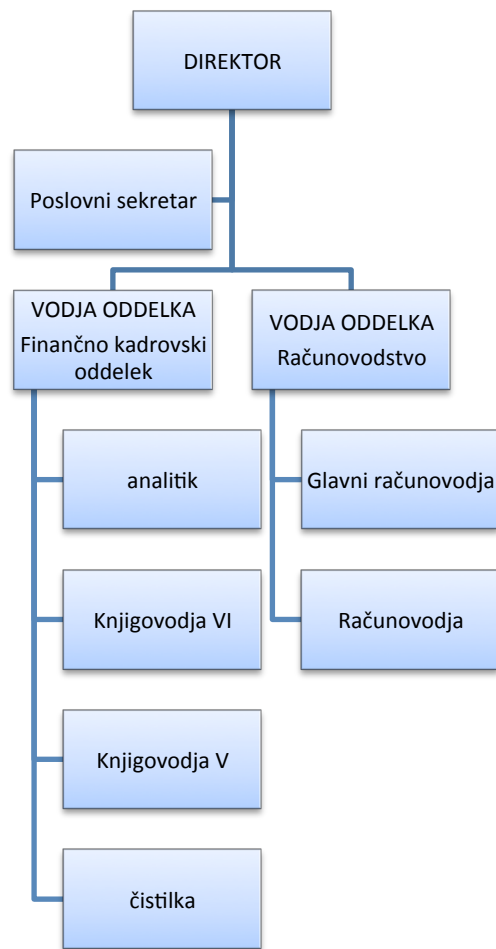 DIREKTOR
Poslovni sekretar
VODJA ODDELKA
Finančno kadrovski
oddelek
VODJA ODDELKA
Računovodstvo
analitik
Glavni računovodja
Knjigovodja VI
Računovodja
Knjigovodja V
čistilka